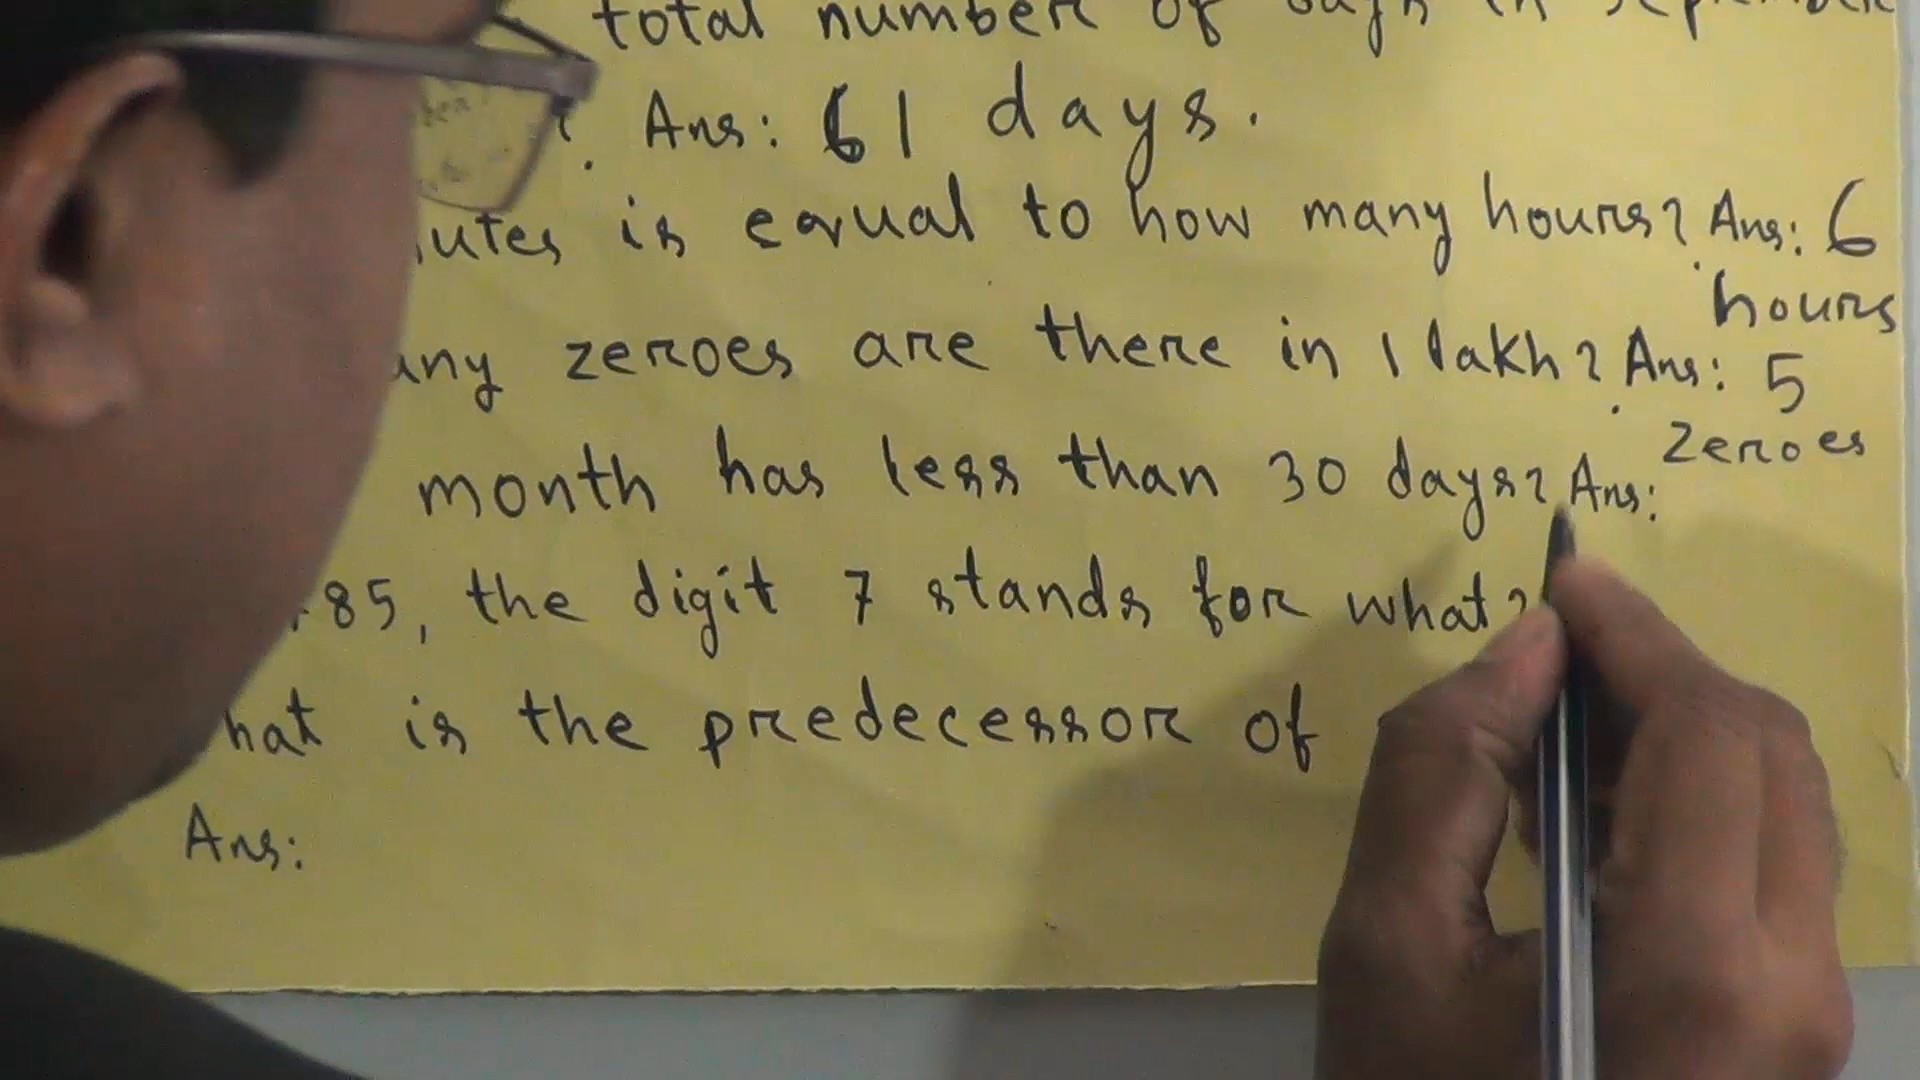 total number of days in September
? Ans: 61 days.
utes is equal to how many hours? Ans: 6
hours
any zeroes are there in 1 lakh? Ans: 5
zeroes
month has less than 30 days? Ans:
85, the digit 7 stands for what?
hat is the predecessor of
Ans: